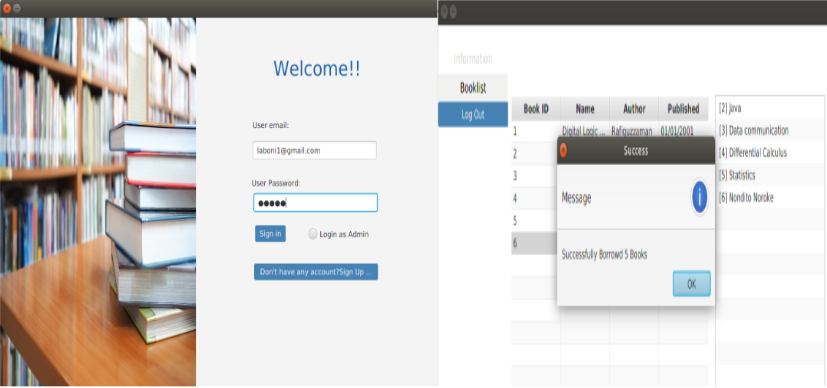 Welcome!!
User email:
laboni1@gmail.com
User Password:
●●●●●
Sign in
Login as Admin
Don't have any account?Sign Up ...
Information
Booklist
Log Out
Book ID Name Author Published
1 Digital Logic ... Rafiquzzaman 01/01/2001
2
3
4
5
6
[2] Java
[3] Data communication
[4] Differential Calculus
[5] Statistics
[6] Nondito Noroke
Success
Message
Successfully Borrowd 5 Books
OK